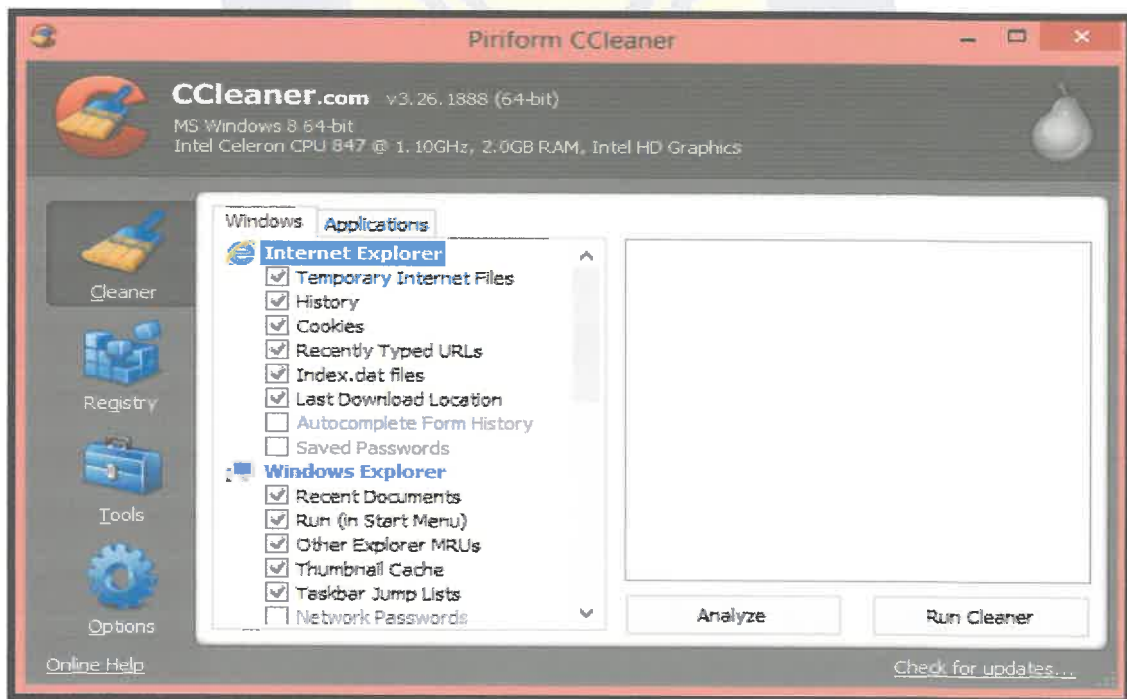 Piriform CCleaner
CCleaner.com v3.26.1888 (64-bit)
MS Windows 8 64-bit
Intel Celeron CPU 847 @ 1.10GHz, 2.0GB RAM, Intel HD Graphics
Cleaner
Registry
Tools
Options
Windows Applications
Internet Explorer
Temporary Internet Files
History
Cookies
Recently Typed URLs
Index.dat files
Last Download Location
Autocomplete Form History
Saved Passwords
Windows Explorer
Recent Documents
Run (in Start Menu)
Other Explorer MRUs
Thumbnail Cache
Taskbar Jump Lists
Network Passwords
Analyze Run Cleaner
Online Help Check for updates...